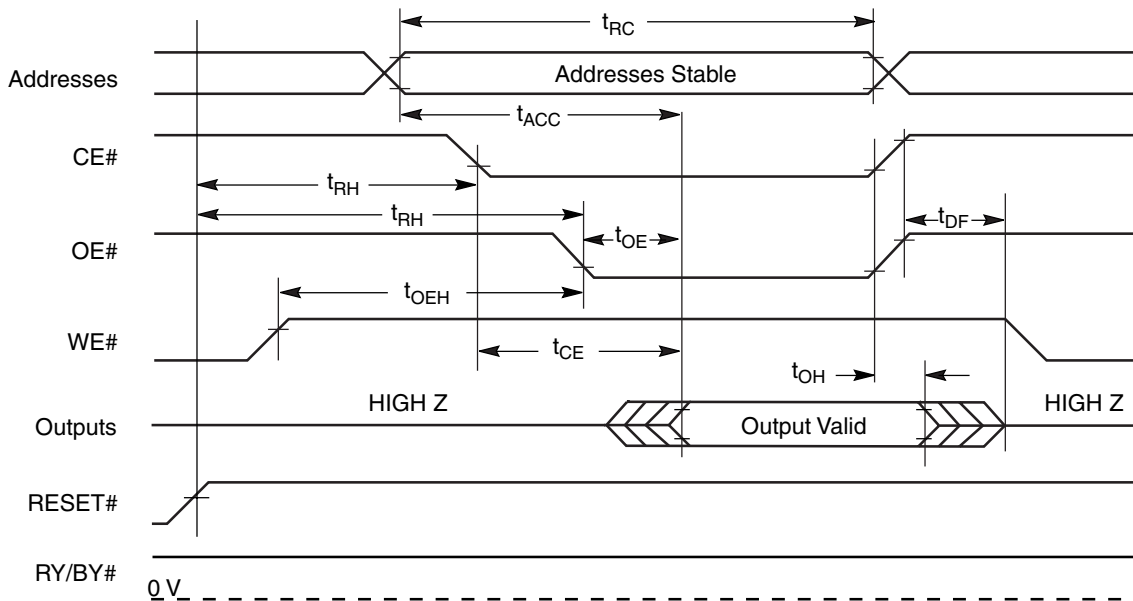 tRC
Addresses
Addresses Stable
tACC
CE#
tRH
tRH
tDF
OE#
tOE
tOEH
WE#
tCE
tOH
HIGH Z
HIGH Z
Outputs
Output Valid
RESET#
RY/BY#
0 V